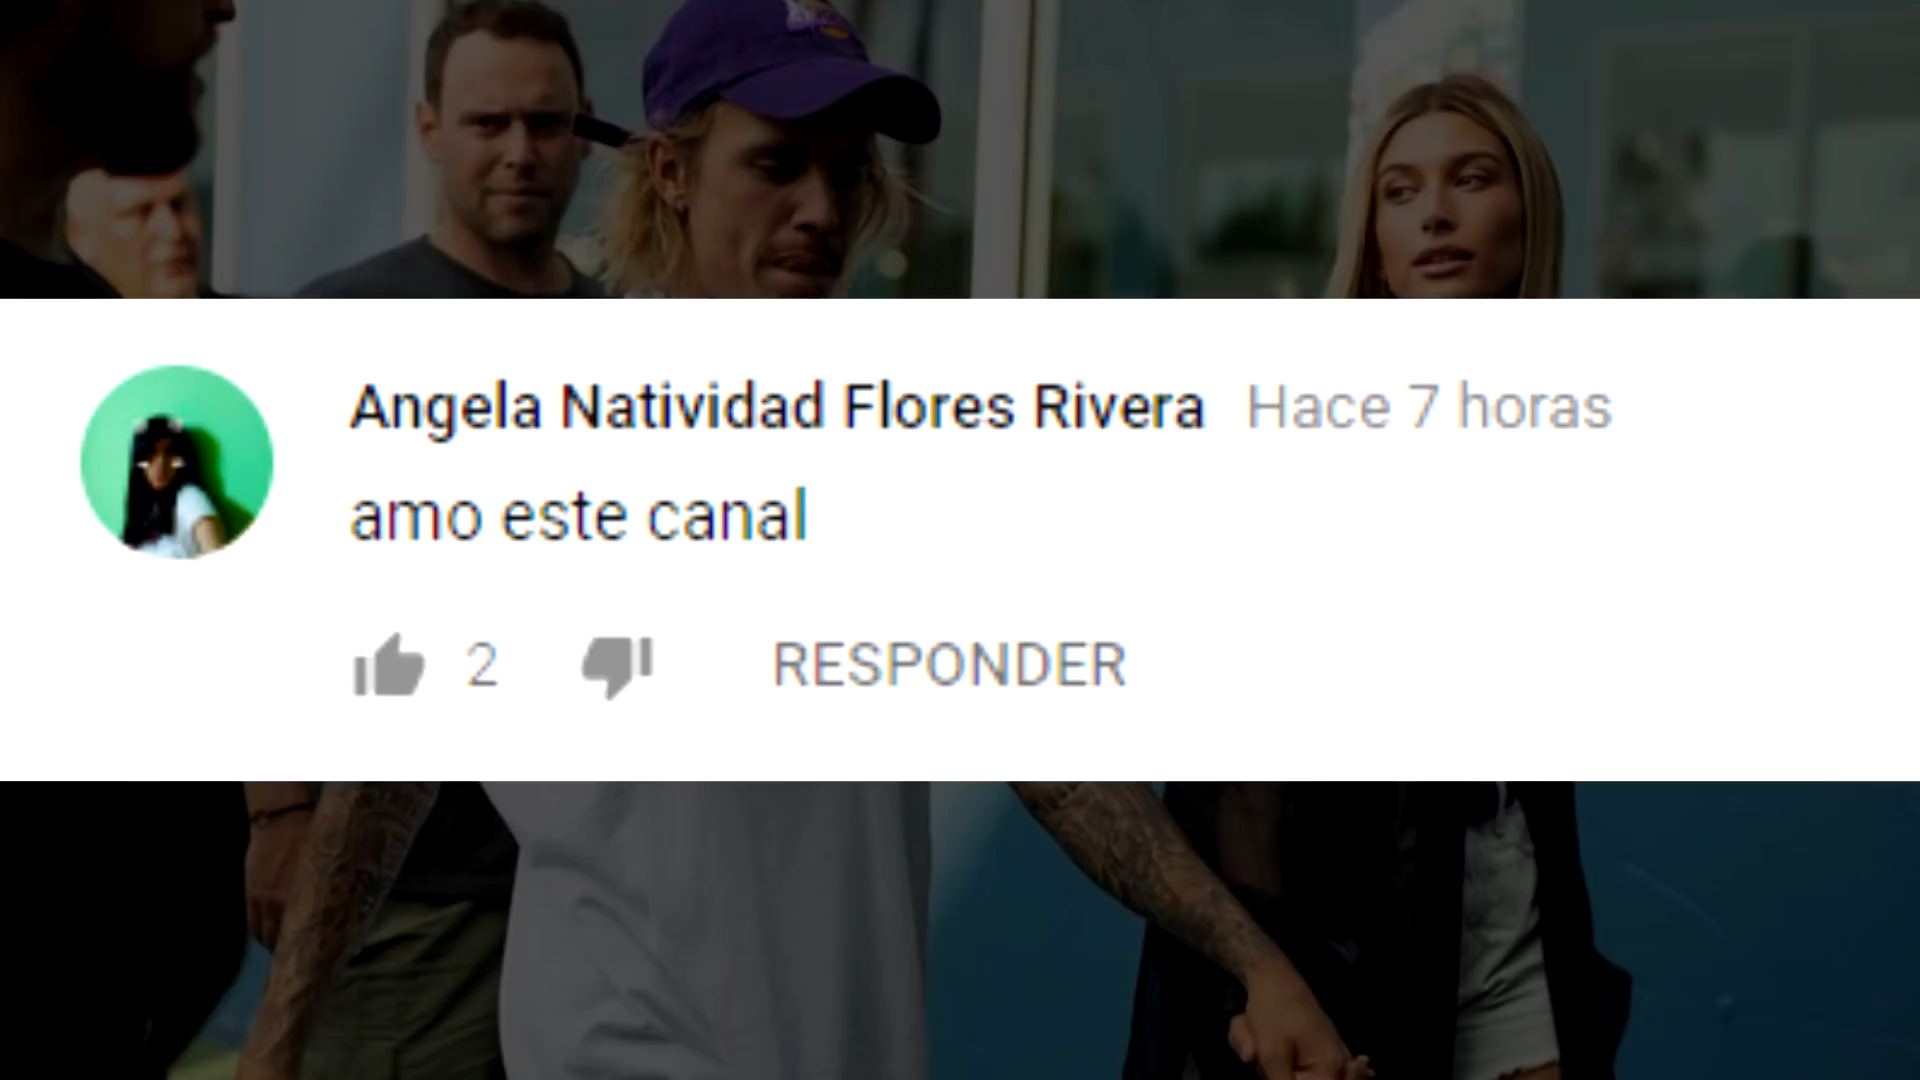 Angela Natividad Flores Rivera Hace 7 horas
amo este canal
2 RESPONDER